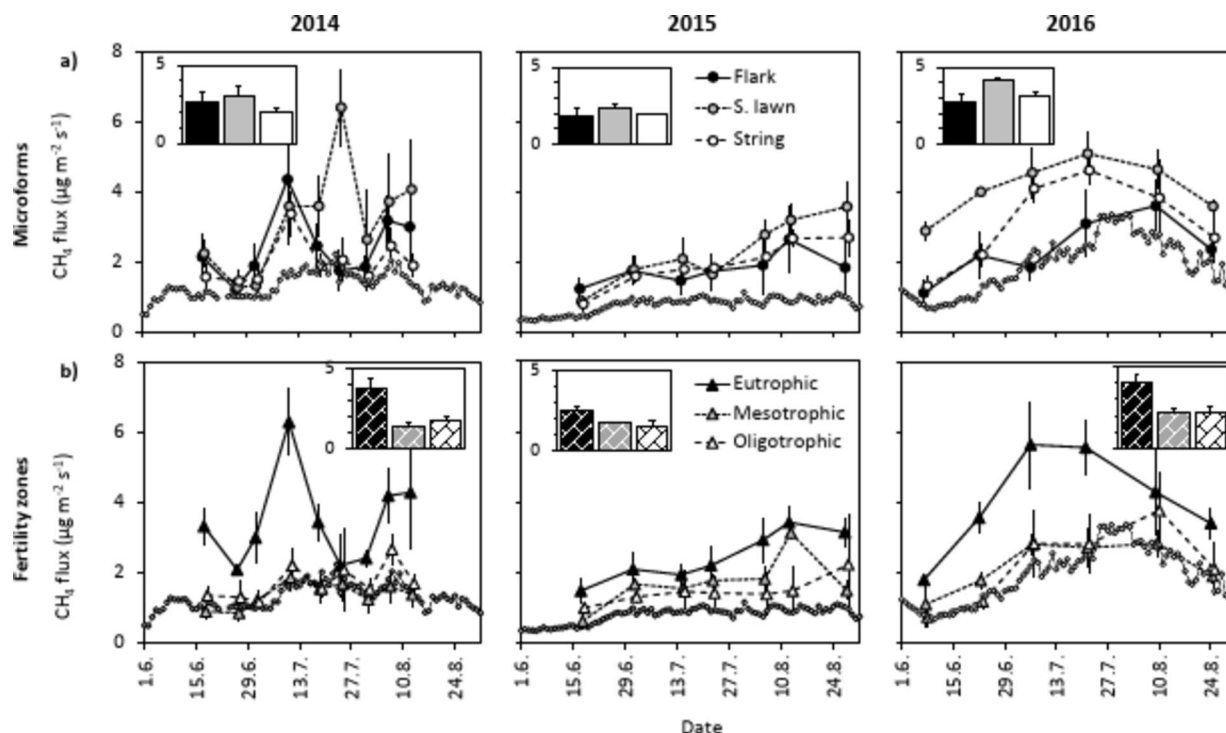 2014 2015 2016
a)
Microforms
CH₄ flux (µg m⁻² s⁻¹)
8
6
4
2
0
5
0
5
0
Flark
S. lawn
String
5
0
b)
Fertility zones
CH₄ flux (µg m⁻² s⁻¹)
8
6
4
2
0
5
0
5
0
Eutrophic
Mesotrophic
Oligotrophic
5
0
1.6. 15.6. 29.6. 13.7. 27.7. 10.8. 24.8. 1.6. 15.6. 29.6. 13.7. 27.7. 10.8. 24.8. 1.6. 15.6. 29.6. 13.7. 27.7. 10.8. 24.8.
Date